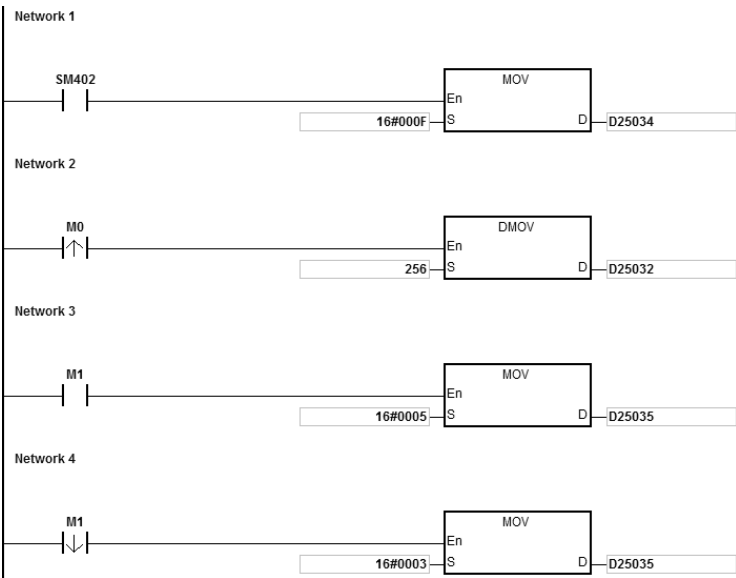 Network 1
SM402
MOV
En
16#000F S D D25034
Network 2
M0
DMOV
En
256 S D D25032
Network 3
M1
MOV
En
16#0005 S D D25035
Network 4
M1
MOV
En
16#0003 S D D25035